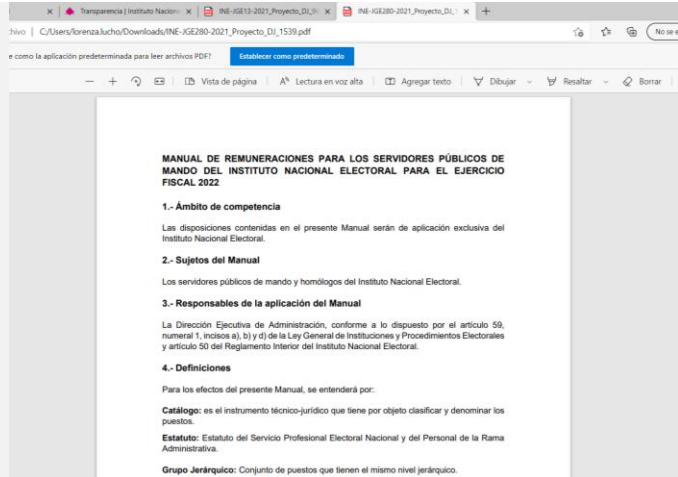 Transparencia | Instituto Nacion
INE-JGE13-2021_Proyecto_DJ_9
INE-JGE280-2021_Proyecto_DJ_1
chivo | C:/Users/lorenza.lucho/Downloads/INE-JGE280-2021_Proyecto_DJ_1539.pdf
No se e
e como la aplicación predeterminada para leer archivos PDF?
Establecer como predeterminado
Vista de página | Lectura en voz alta | Agregar texto | Dibujar | Resaltar | Borrar
MANUAL DE REMUNERACIONES PARA LOS SERVIDORES PÚBLICOS DE
MANDO DEL INSTITUTO NACIONAL ELECTORAL PARA EL EJERCICIO
FISCAL 2022
1.- Ámbito de competencia
Las disposiciones contenidas en el presente Manual serán de aplicación exclusiva del
Instituto Nacional Electoral.
2.- Sujetos del Manual
Los servidores públicos de mando y homólogos del Instituto Nacional Electoral.
3.- Responsables de la aplicación del Manual
La Dirección Ejecutiva de Administración, conforme a lo dispuesto por el artículo 59,
numeral 1, incisos a), b) y d) de la Ley General de Instituciones y Procedimientos Electorales
y artículo 50 del Reglamento Interior del Instituto Nacional Electoral.
4.- Definiciones
Para los efectos del presente Manual, se entenderá por:
Catálogo: es el instrumento técnico-jurídico que tiene por objeto clasificar y denominar los
puestos.
Estatuto: Estatuto del Servicio Profesional Electoral Nacional y del Personal de la Rama
Administrativa.
Grupo Jerárquico: Conjunto de puestos que tienen el mismo nivel jerárquico.